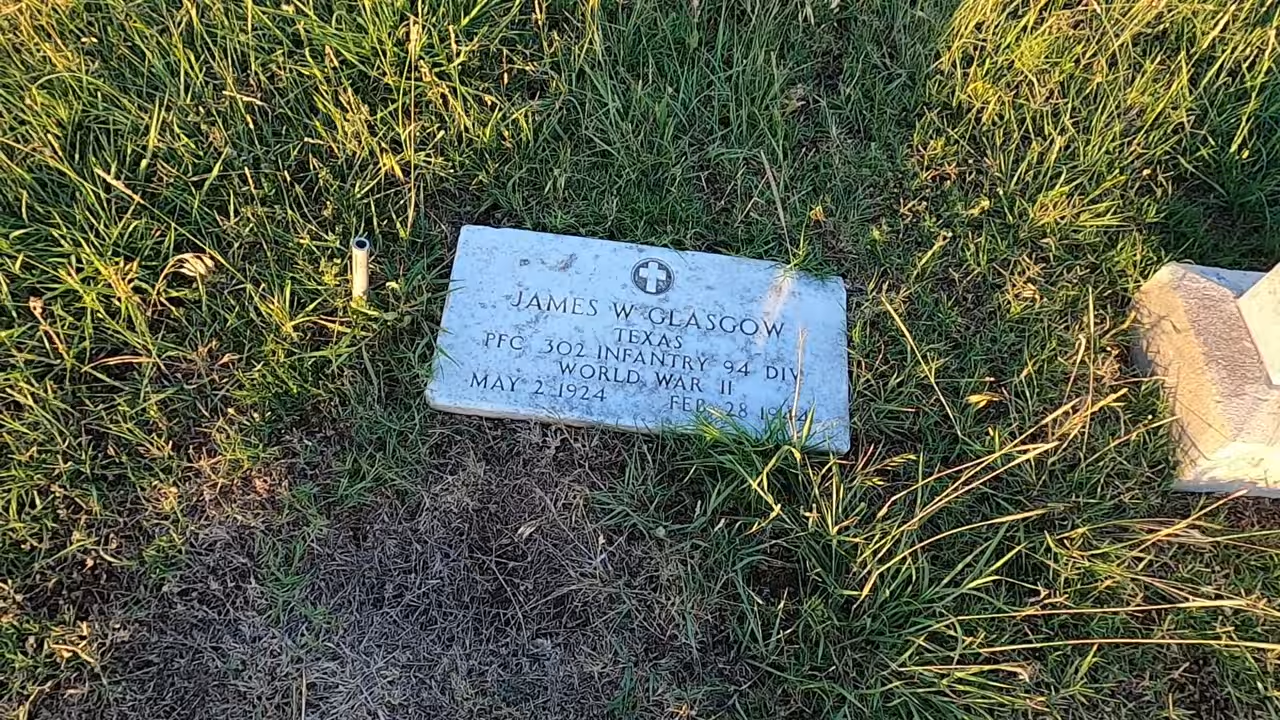 JAMES W GLASGOW
TEXAS
PFC 302 INFANTRY 94 DIV
WORLD WAR II
MAY 2 1924 FEB 28